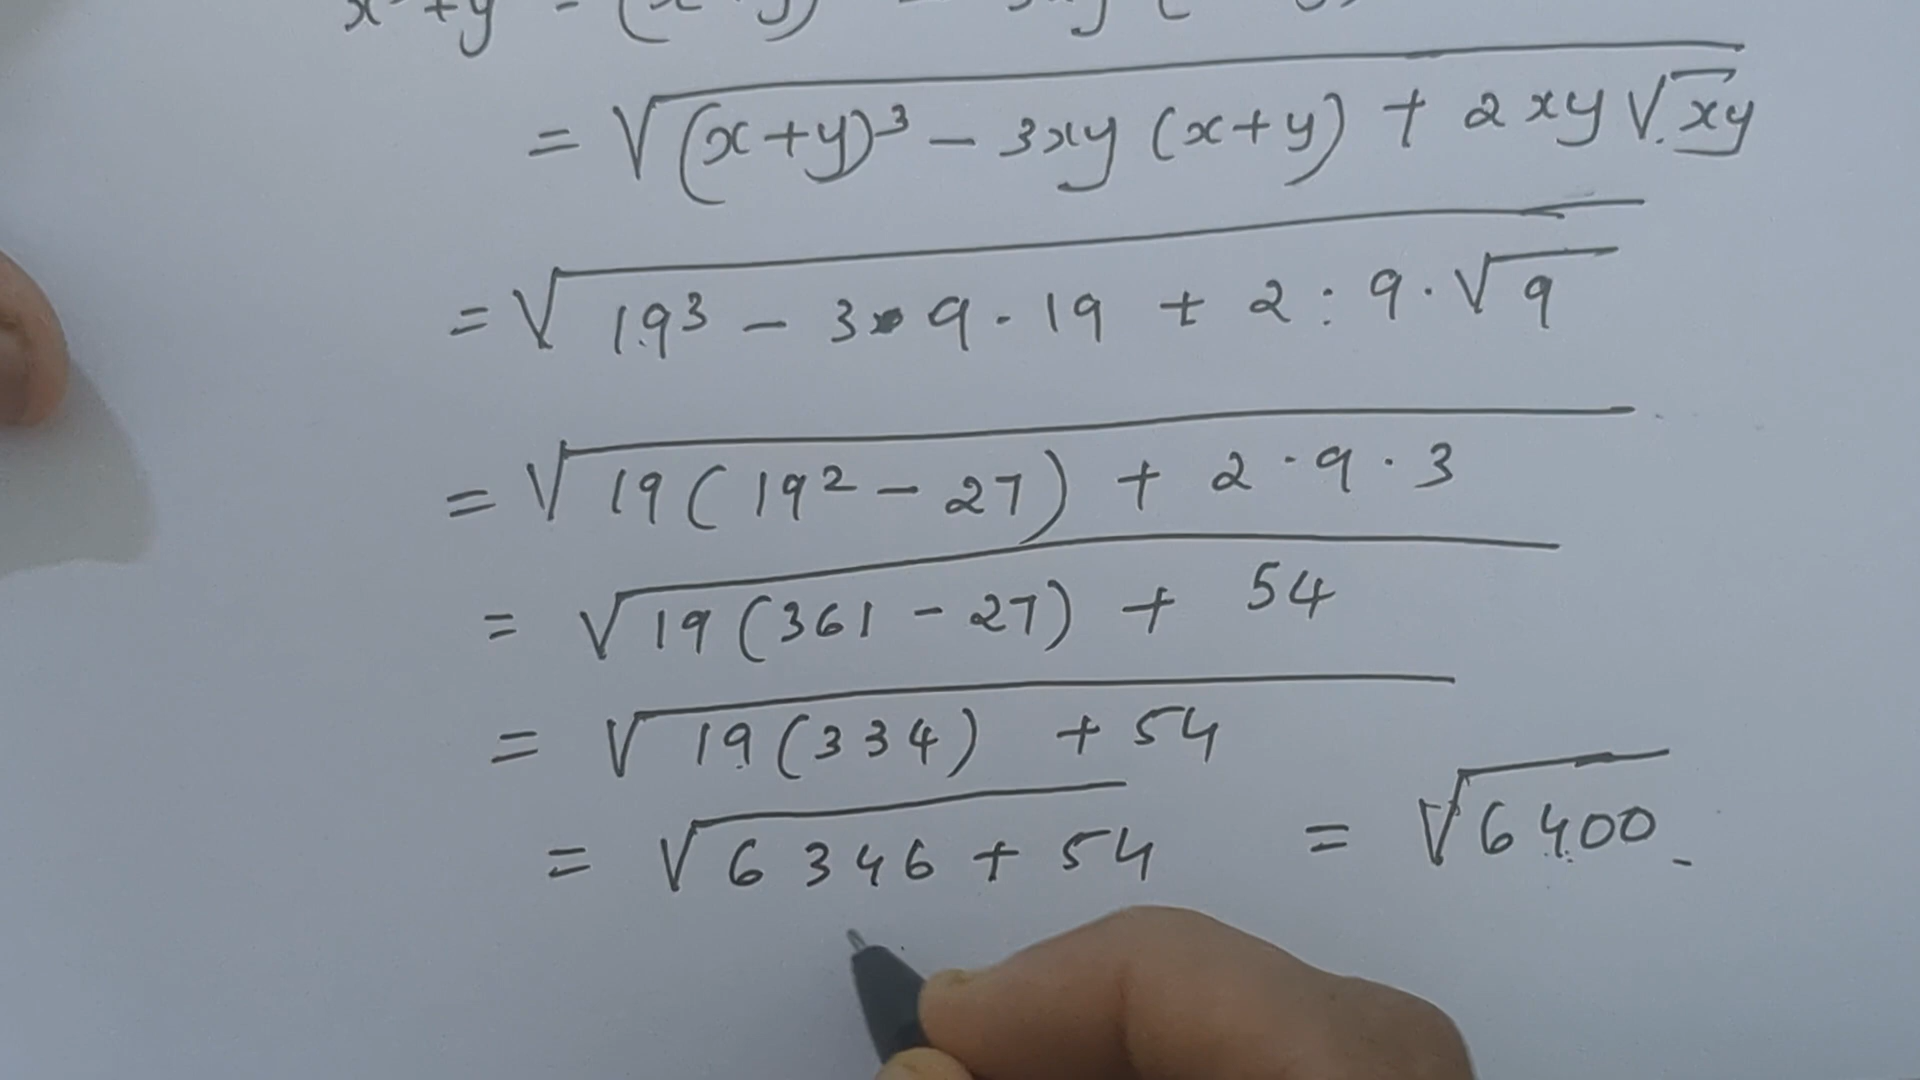 = √(x+y)³ - 3xy (x+y) + 2xy √xy
= √19³ - 3•9.19 + 2:9.√9
= √19(19² - 27) + 2·9·3
= √19(361 - 27) + 54
= √19(334) + 54
= √6346 + 54 = √6400